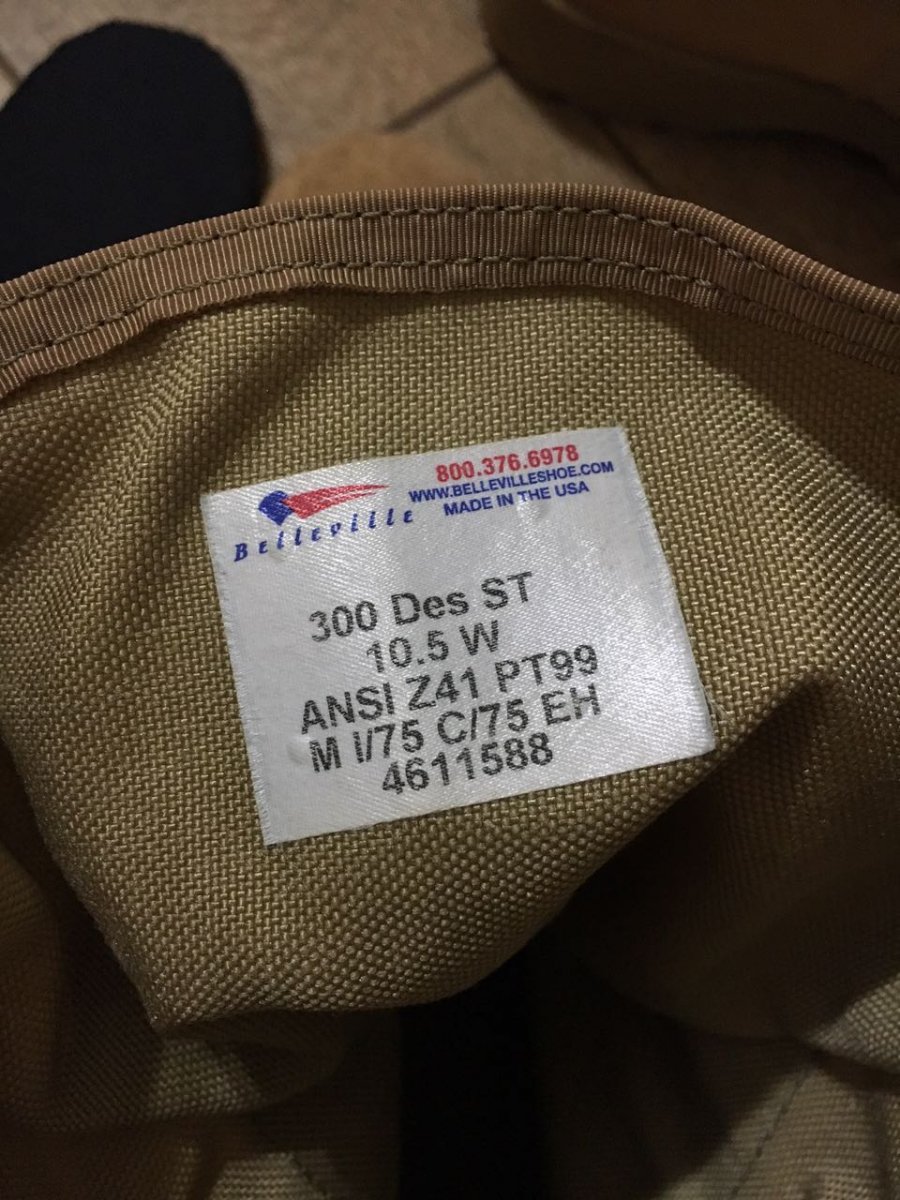 800.376.6978
WWW.BELLEVILLESHOE.COM
MADE IN THE USA
Belleville
300 Des ST
10.5 W
ANSI Z41 PT99
M I/75 C/75 EH
4611588